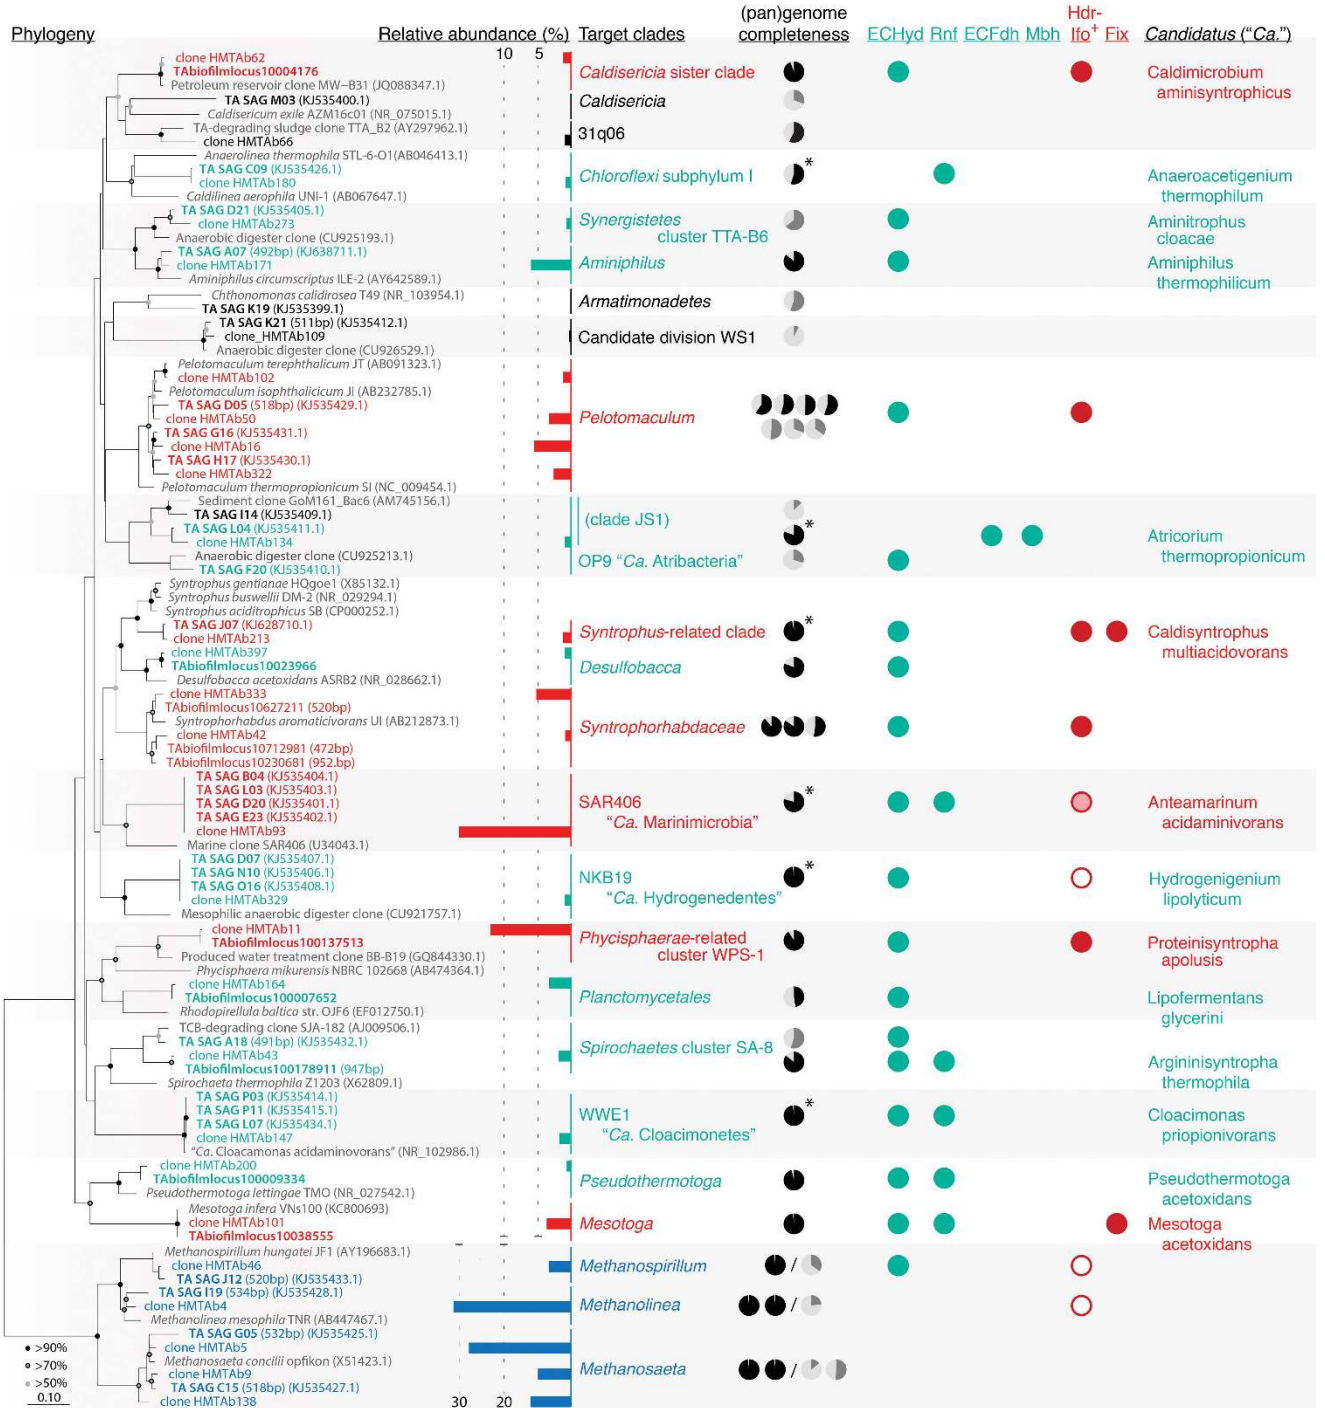 Phylogeny
Relative abundance (%)
Target clades
(pan)genome
completeness
ECHyd
Rnf
ECFdh
Mbh
Hdr-
Ifo+
Fix
Candidatus ("Ca.")
10
5
clone HMTAb62
TAbiofilmlocus10004176
Petroleum reservoir clone MW–B31 (JQ088347.1)
Caldisericia sister clade
Caldimicrobium
aminisyntrophicus
TA SAG M03 (KJ535400.1)
Caldisericum exile AZM16c01 (NR_075015.1)
Caldisericia
TA-degrading sludge clone TTA_B2 (AY297962.1)
clone HMTAb66
31q06
Anaerolinea thermophila STL-6-O1(AB046413.1)
TA SAG C09 (KJ535426.1)
clone HMTAb180
Caldilinea aerophila UNI-1 (AB067647.1)
Chloroflexi subphylum I
*
Anaeroacetigenium
thermophilum
TA SAG D21 (KJ535405.1)
clone HMTAb273
Anaerobic digester clone (CU925193.1)
Synergistetes
cluster TTA-B6
Aminitrophus
cloacae
TA SAG A07 (492bp) (KJ638711.1)
clone HMTAb171
Aminiphilus circumscriptus ILE-2 (AY642589.1)
Aminiphilus
Aminiphilus
thermophilicum
Chthonomonas calidirosea T49 (NR_103954.1)
TA SAG K19 (KJ535399.1)
Armatimonadetes
TA SAG K21 (511bp) (KJ535412.1)
clone_HMTAb109
Anaerobic digester clone (CU926529.1)
Candidate division WS1
Pelotomaculum terephthalicum JT (AB091323.1)
clone HMTAb102
Pelotomaculum isophthalicicum JI (AB232785.1)
TA SAG D05 (518bp) (KJ535429.1)
clone HMTAb50
TA SAG G16 (KJ535431.1)
clone HMTAb16
TA SAG H17 (KJ535430.1)
clone HMTAb322
Pelotomaculum thermopropionicum SI (NC_009454.1)
Pelotomaculum
Sediment clone GoM161_Bac6 (AM745156.1)
TA SAG I14 (KJ535409.1)
TA SAG L04 (KJ535411.1)
clone HMTAb134
Anaerobic digester clone (CU925213.1)
TA SAG F20 (KJ535410.1)
(clade JS1)
*
OP9 "Ca. Atribacteria"
Atricorium
thermopropionicum
Syntrophus gentianae HQgoe1 (X85132.1)
Syntrophus buswellii DM-2 (NR_029294.1)
Syntrophus aciditrophicus SB (CP000252.1)
TA SAG J07 (KJ628710.1)
clone HMTAb213
Syntrophus-related clade
*
Caldisyntrophus
multiacidovorans
clone HMTAb397
TAbiofilmlocus10023966
Desulfobacca acetoxidans ASRB2 (NR_028662.1)
Desulfobacca
clone HMTAb333
TAbiofilmlocus10627211 (520bp)
Syntrophorhabdus aromaticivorans UI (AB212873.1)
clone HMTAb42
TAbiofilmlocus10712981 (472bp)
TAbiofilmlocus10230681 (952.bp)
Syntrophorhabdaceae
TA SAG B04 (KJ535404.1)
TA SAG L03 (KJ535403.1)
TA SAG D20 (KJ535401.1)
TA SAG E23 (KJ535402.1)
clone HMTAb93
Marine clone SAR406 (U34043.1)
SAR406
"Ca. Marinimicrobia"
*
Anteamarinum
acidaminivorans
TA SAG D07 (KJ535407.1)
TA SAG N10 (KJ535406.1)
TA SAG O16 (KJ535408.1)
clone HMTAb329
Mesophilic anaerobic digester clone (CU921757.1)
NKB19
"Ca. Hydrogenedentes"
*
Hydrogenigenium
lipolyticum
clone HMTAb11
TAbiofilmlocus100137513
Produced water treatment clone BB-B19 (GQ844330.1)
Phycisphaera mikurensis NBRC 102668 (AB474364.1)
Phycisphaerae-related
cluster WPS-1
Proteinisyntropha
apolusis
clone HMTAb164
TAbiofilmlocus100007652
Rhodopirellula baltica str. OJF6 (EF012750.1)
Planctomycetales
Lipofermentans
glycerini
TCB-degrading clone SJA-182 (AJ009506.1)
TA SAG A18 (491bp) (KJ535432.1)
clone HMTAb43
TAbiofilmlocus100178911 (947bp)
Spirochaeta thermophila Z1203 (X62809.1)
Spirochaetes cluster SA-8
Argininisyntropha
thermophila
TA SAG P03 (KJ535414.1)
TA SAG P11 (KJ535415.1)
TA SAG L07 (KJ535434.1)
clone HMTAb147
"Ca. Cloacamonas acidaminovorans" (NR_102986.1)
WWE1
"Ca. Cloacimonetes"
*
Cloacimonas
priopionivorans
clone HMTAb200
TAbiofilmlocus100009334
Pseudothermotoga lettingae TMO (NR_027542.1)
Pseudothermotoga
Pseudothermotoga
acetoxidans
Mesotoga infera VNs100 (KC800693)
clone HMTAb101
TAbiofilmlocus10038555
Mesotoga
Mesotoga
acetoxidans
Methanospirillum hungatei JF1 (AY196683.1)
clone HMTAb46
TA SAG J12 (520bp) (KJ535433.1)
Methanospirillum
/
TA SAG I19 (534bp) (KJ535428.1)
clone HMTAb4
Methanolinea mesophila TNR (AB447467.1)
Methanolinea
/
TA SAG G05 (532bp) (KJ535425.1)
clone HMTAb5
Methanosaeta concilii opfikon (X51423.1)
clone HMTAb9
TA SAG C15 (518bp) (KJ535427.1)
clone HMTAb138
Methanosaeta
/
>90%
>70%
>50%
0.10
30
20